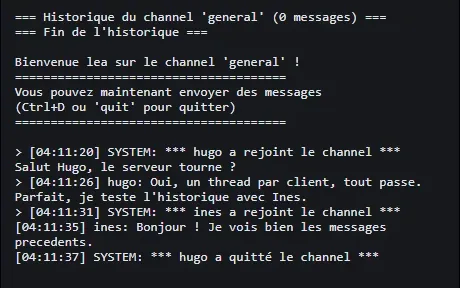 === Historique du channel 'general' (0 messages) ===
=== Fin de l'historique ===
Bienvenue lea sur le channel 'general' !
======================================
Vous pouvez maintenant envoyer des messages
(Ctrl+D ou 'quit' pour quitter)
======================================
> [04:11:20] SYSTEM: *** hugo a rejoint le channel ***
Salut Hugo, le serveur tourne ?
> [04:11:26] hugo: Oui, un thread par client, tout passe.
Parfait, je teste l'historique avec Ines.
> [04:11:31] SYSTEM: *** ines a rejoint le channel ***
[04:11:35] ines: Bonjour ! Je vois bien les messages
precedents.
[04:11:37] SYSTEM: *** hugo a quitté le channel ***